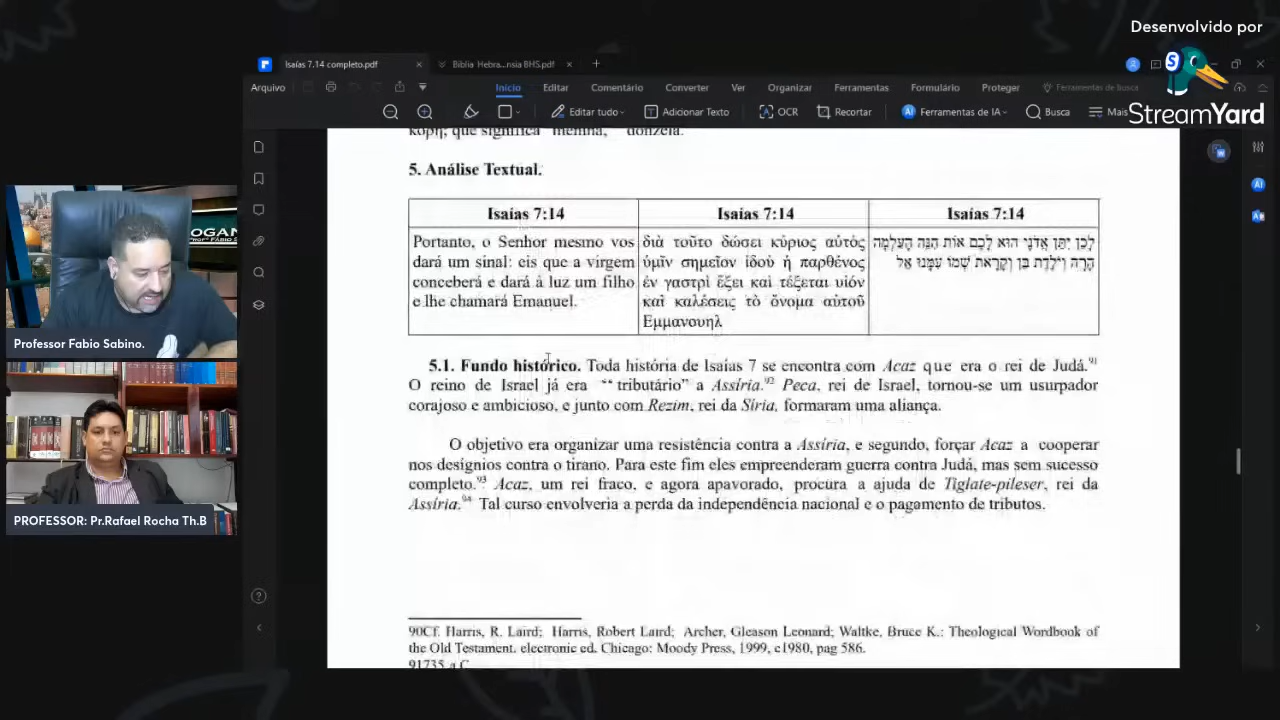 Desenvolvido por
StreamYard
Isaías 7.14 completo.pdf
Bíblia Hebra...nsia BHS.pdf
Arquivo
Início
Editar
Comentário
Converter
Ver
Organizar
Ferramentas
Formulário
Proteger
Ferramentas de Busca
Editar tudo
Adicionar Texto
OCR
Recortar
Ferramentas de IA
Busca
Mais
κόρη; que significa "menina," "donzela.
5. Análise Textual.
Isaías 7:14
Portanto, o Senhor mesmo vos
dará um sinal: eis que a virgem
conceberá e dará à luz um filho
e lhe chamará Emanuel.
Isaías 7:14
διὰ τοῦτο δώσει κύριος αὐτὸς
ὑμῖν σημεῖον ἰδοὺ ἡ παρθένος
ἐν γαστρὶ ἕξει καὶ τέξεται υἱόν
καὶ καλέσεις τὸ ὄνομα αὐτοῦ
Εμμανουηλ
Isaías 7:14
לָכֵן יִתֵּן אֲדֹנָי הוּא לָכֶם אוֹת הִנֵּה הָעַלְמָה
הָרָה וְיֹלֶדֶת בֵּן וְקָרָאת שְׁמוֹ עִמָּנוּ אֵל
5.1. Fundo histórico. Toda história de Isaías 7 se encontra com Acaz que era o rei de Judá.91
O reino de Israel já era "“ tributário” a Assíria.92 Peca, rei de Israel, tornou-se um usurpador
corajoso e ambicioso, e junto com Rezim, rei da Síria, formaram uma aliança.
O objetivo era organizar uma resistência contra a Assíria, e segundo, forçar Acaz a cooperar
nos desígnios contra o tirano. Para este fim eles empreenderam guerra contra Judá, mas sem sucesso
completo.93 Acaz, um rei fraco, e agora apavorado, procura a ajuda de Tiglate-pileser, rei da
Assíria.94 Tal curso envolveria a perda da independência nacional e o pagamento de tributos.
90Cf. Harris, R. Laird; Harris, Robert Laird; Archer, Gleason Leonard; Waltke, Bruce K.: Theological Wordbook of
the Old Testament. electronic ed. Chicago: Moody Press, 1999, c1980, pag 586.
91735. a C
Professor Fabio Sabino.
PROFESSOR: Pr.Rafael Rocha Th.B